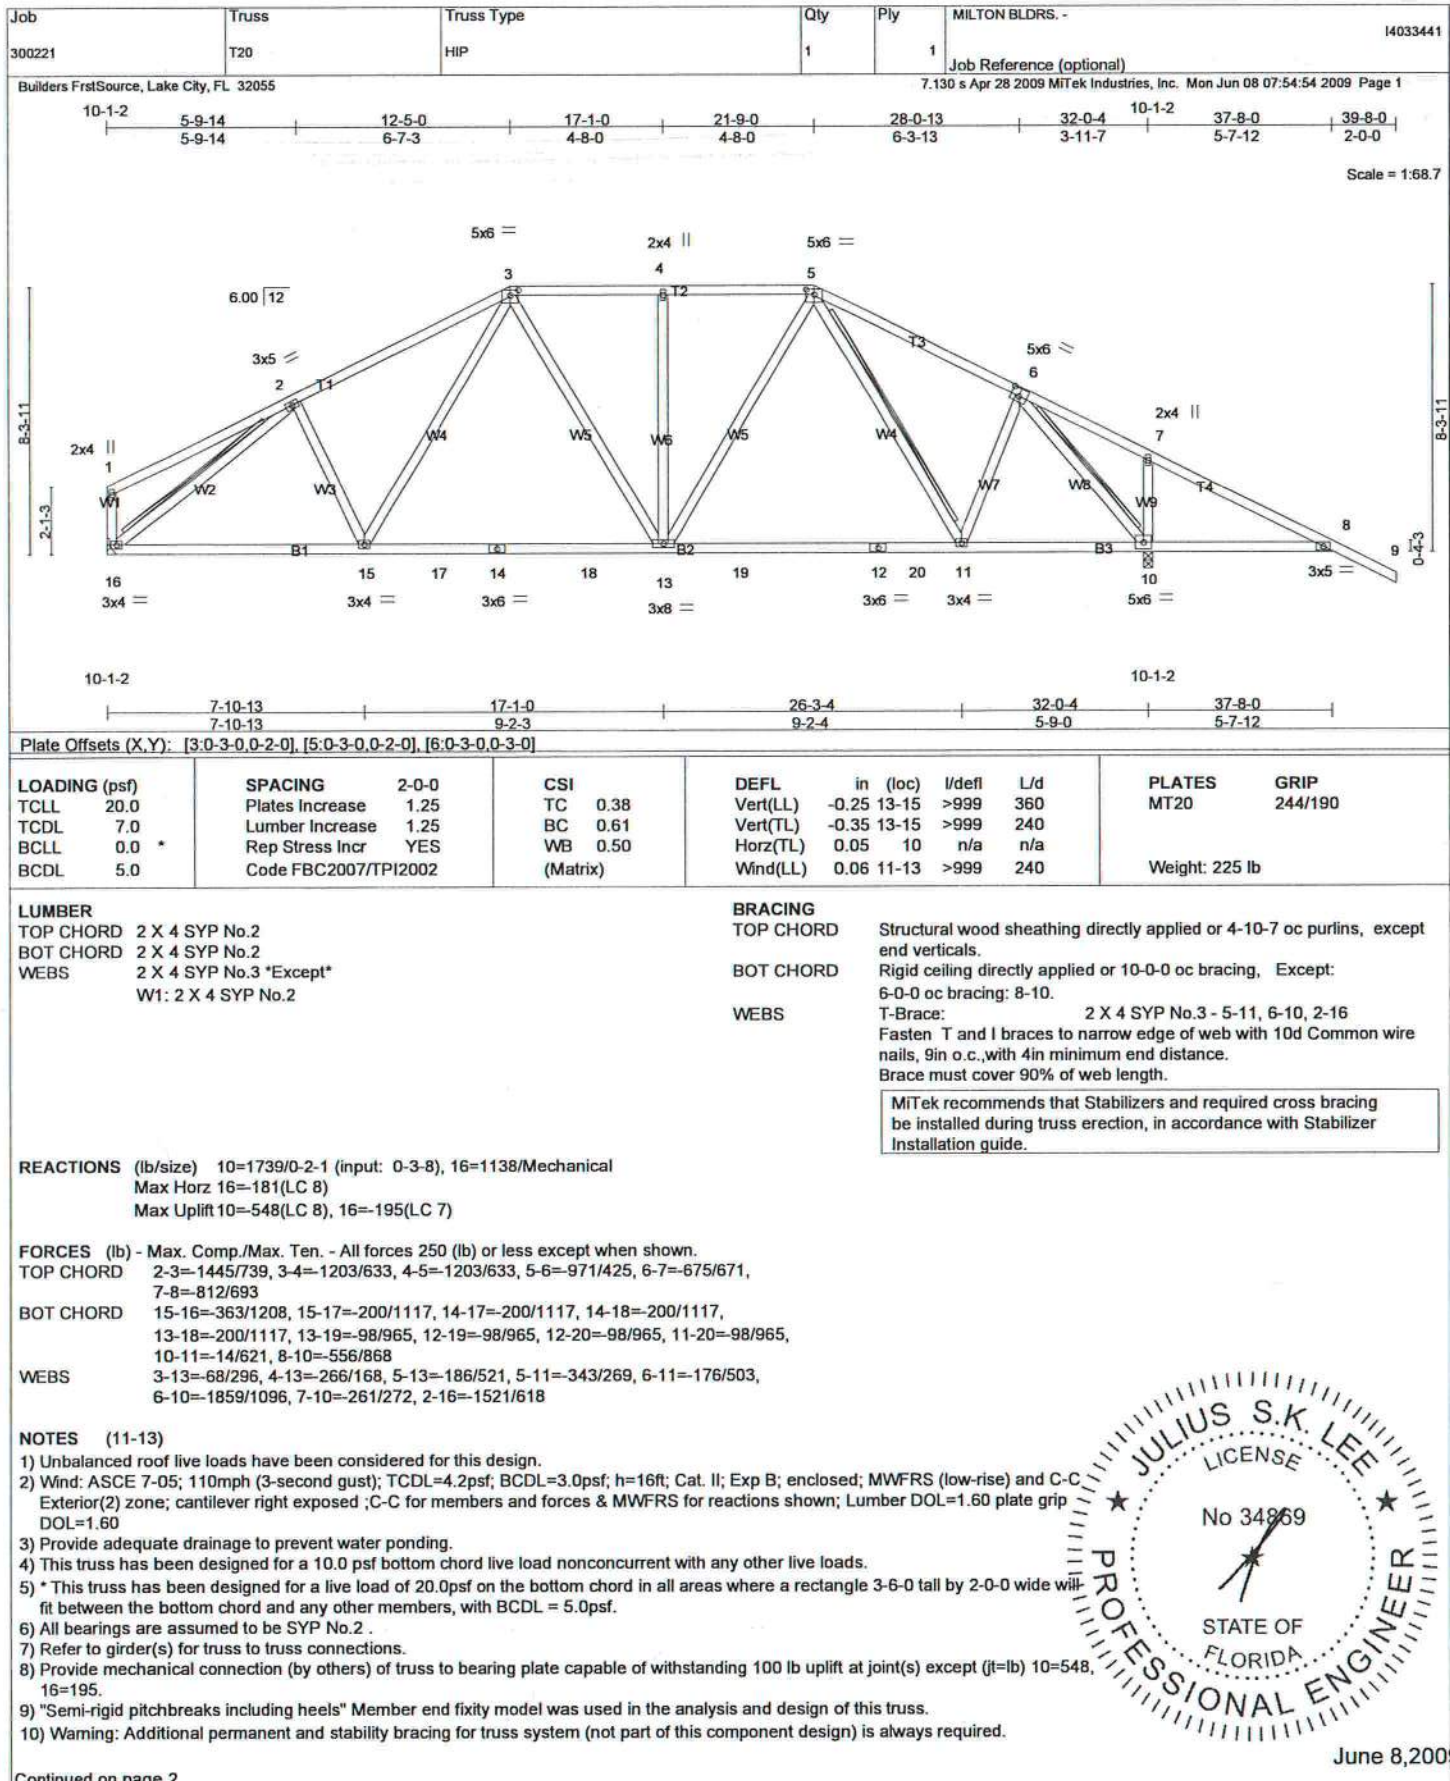 Job Truss Truss Type Qty Ply MILTON BLDRS. -
I4033441
300221 T20 HIP 1 1
Job Reference (optional)
Builders FrstSource, Lake City, FL 32055 7.130 s Apr 28 2009 MiTek Industries, Inc. Mon Jun 08 07:54:54 2009 Page 1
10-1-2 5-9-14 12-5-0 17-1-0 21-9-0 28-0-13 32-0-4 10-1-2 37-8-0 39-8-0
5-9-14 6-7-3 4-8-0 4-8-0 6-3-13 3-11-7 5-7-12 2-0-0
Scale = 1:68.7
5x6 = 2x4 || 5x6 =
3 4 5
6.00 12 T2
T3
3x5 = 5x6 =
2 T1 6
8-3-11 8-3-11
2x4 || 2x4 ||
1 W4 W5 W6 W5 W4 7
W1 W2 W3 W7 W8 W9 T4
2-1-3 8
B1 B2 B3 9 0-4-3
16 15 17 14 18 13 19 12 20 11 10 3x5 =
3x4 = 3x4 = 3x6 = 3x8 = 3x6 = 3x4 = 5x6 =
10-1-2 10-1-2
7-10-13 17-1-0 26-3-4 32-0-4 37-8-0
7-10-13 9-2-3 9-2-4 5-9-0 5-7-12
Plate Offsets (X,Y): [3:0-3-0,0-2-0], [5:0-3-0,0-2-0], [6:0-3-0,0-3-0]
LOADING (psf) SPACING 2-0-0 CSI DEFL in (loc) l/defl L/d PLATES GRIP
TCLL 20.0 Plates Increase 1.25 TC 0.38 Vert(LL) -0.25 13-15 >999 360 MT20 244/190
TCDL 7.0 Lumber Increase 1.25 BC 0.61 Vert(TL) -0.35 13-15 >999 240
BCLL 0.0 * Rep Stress Incr YES WB 0.50 Horz(TL) 0.05 10 n/a n/a
BCDL 5.0 Code FBC2007/TPI2002 (Matrix) Wind(LL) 0.06 11-13 >999 240 Weight: 225 lb
LUMBER
TOP CHORD 2 X 4 SYP No.2
BOT CHORD 2 X 4 SYP No.2
WEBS 2 X 4 SYP No.3 *Except*
W1: 2 X 4 SYP No.2
BRACING
TOP CHORD Structural wood sheathing directly applied or 4-10-7 oc purlins, except
end verticals.
BOT CHORD Rigid ceiling directly applied or 10-0-0 oc bracing, Except:
6-0-0 oc bracing: 8-10.
WEBS T-Brace: 2 X 4 SYP No.3 - 5-11, 6-10, 2-16
Fasten T and I braces to narrow edge of web with 10d Common wire
nails, 9in o.c.,with 4in minimum end distance.
Brace must cover 90% of web length.
MiTek recommends that Stabilizers and required cross bracing
be installed during truss erection, in accordance with Stabilizer
Installation guide.
REACTIONS (lb/size) 10=1739/0-2-1 (input: 0-3-8), 16=1138/Mechanical
Max Horz 16=-181(LC 8)
Max Uplift 10=-548(LC 8), 16=-195(LC 7)
FORCES (lb) - Max. Comp./Max. Ten. - All forces 250 (lb) or less except when shown.
TOP CHORD 2-3=-1445/739, 3-4=-1203/633, 4-5=-1203/633, 5-6=-971/425, 6-7=-675/671,
7-8=-812/693
BOT CHORD 15-16=-363/1208, 15-17=-200/1117, 14-17=-200/1117, 14-18=-200/1117,
13-18=-200/1117, 13-19=-98/965, 12-19=-98/965, 12-20=-98/965, 11-20=-98/965,
10-11=-14/621, 8-10=-556/868
WEBS 3-13=-68/296, 4-13=-266/168, 5-13=-186/521, 5-11=-343/269, 6-11=-176/503,
6-10=-1859/1096, 7-10=-261/272, 2-16=-1521/618
NOTES (11-13)
1) Unbalanced roof live loads have been considered for this design.
2) Wind: ASCE 7-05; 110mph (3-second gust); TCDL=4.2psf; BCDL=3.0psf; h=16ft; Cat. II; Exp B; enclosed; MWFRS (low-rise) and C-C
Exterior(2) zone; cantilever right exposed ;C-C for members and forces & MWFRS for reactions shown; Lumber DOL=1.60 plate grip
DOL=1.60
3) Provide adequate drainage to prevent water ponding.
4) This truss has been designed for a 10.0 psf bottom chord live load nonconcurrent with any other live loads.
5) * This truss has been designed for a live load of 20.0psf on the bottom chord in all areas where a rectangle 3-6-0 tall by 2-0-0 wide will
fit between the bottom chord and any other members, with BCDL = 5.0psf.
6) All bearings are assumed to be SYP No.2 .
7) Refer to girder(s) for truss to truss connections.
8) Provide mechanical connection (by others) of truss to bearing plate capable of withstanding 100 lb uplift at joint(s) except (jt=lb) 10=548,
16=195.
9) "Semi-rigid pitchbreaks including heels" Member end fixity model was used in the analysis and design of this truss.
10) Warning: Additional permanent and stability bracing for truss system (not part of this component design) is always required.
JULIUS S.K. LEE
LICENSE
No 34869
STATE OF
FLORIDA
PROFESSIONAL ENGINEER
June 8,2009
Continued on page 2